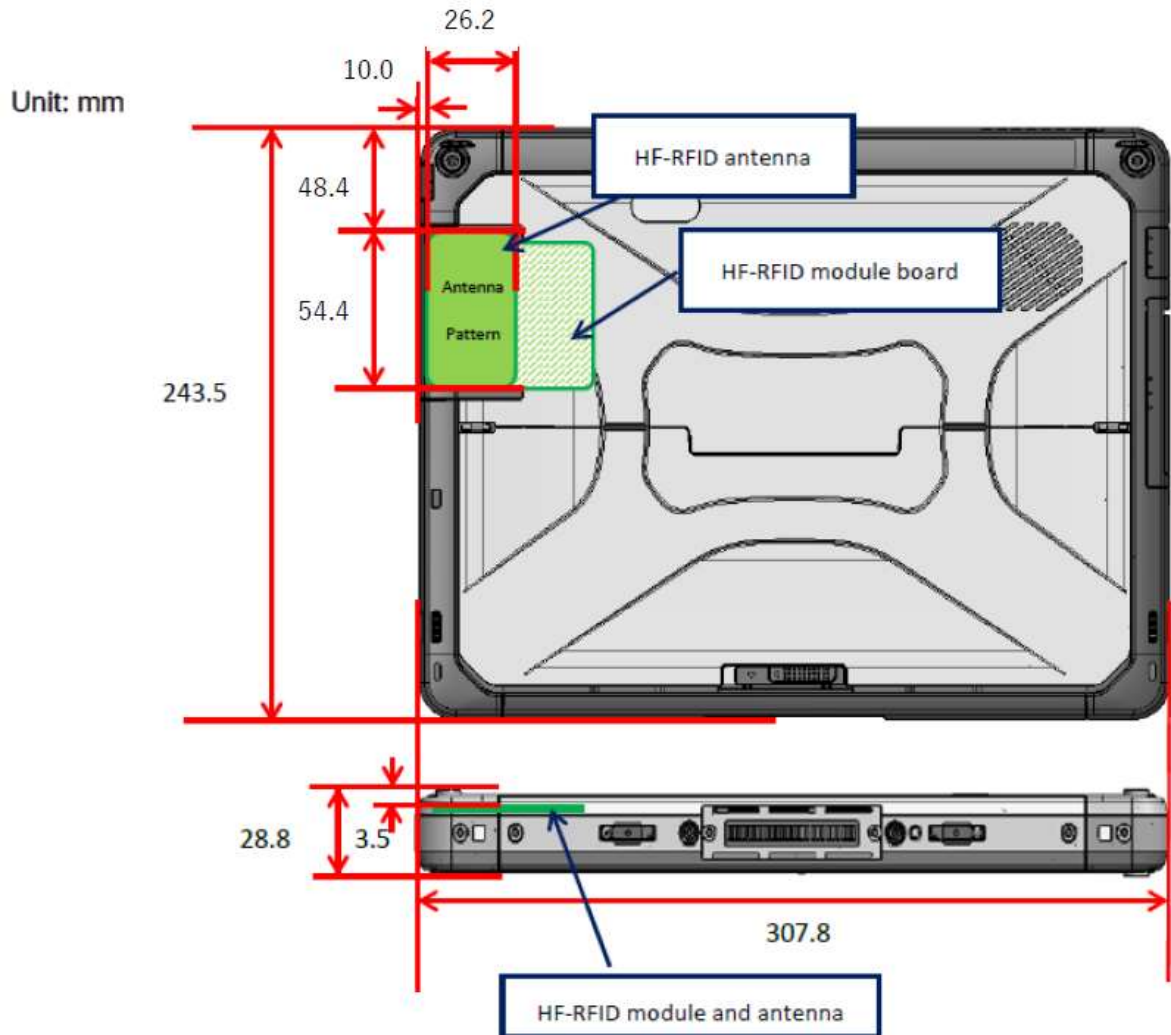 26.2
10.0
Unit: mm
HF-RFID antenna
48.4
HF-RFID module board
Antenna
54.4
Pattern
243.5
28.8
3.5
307.8
HF-RFID module and antenna